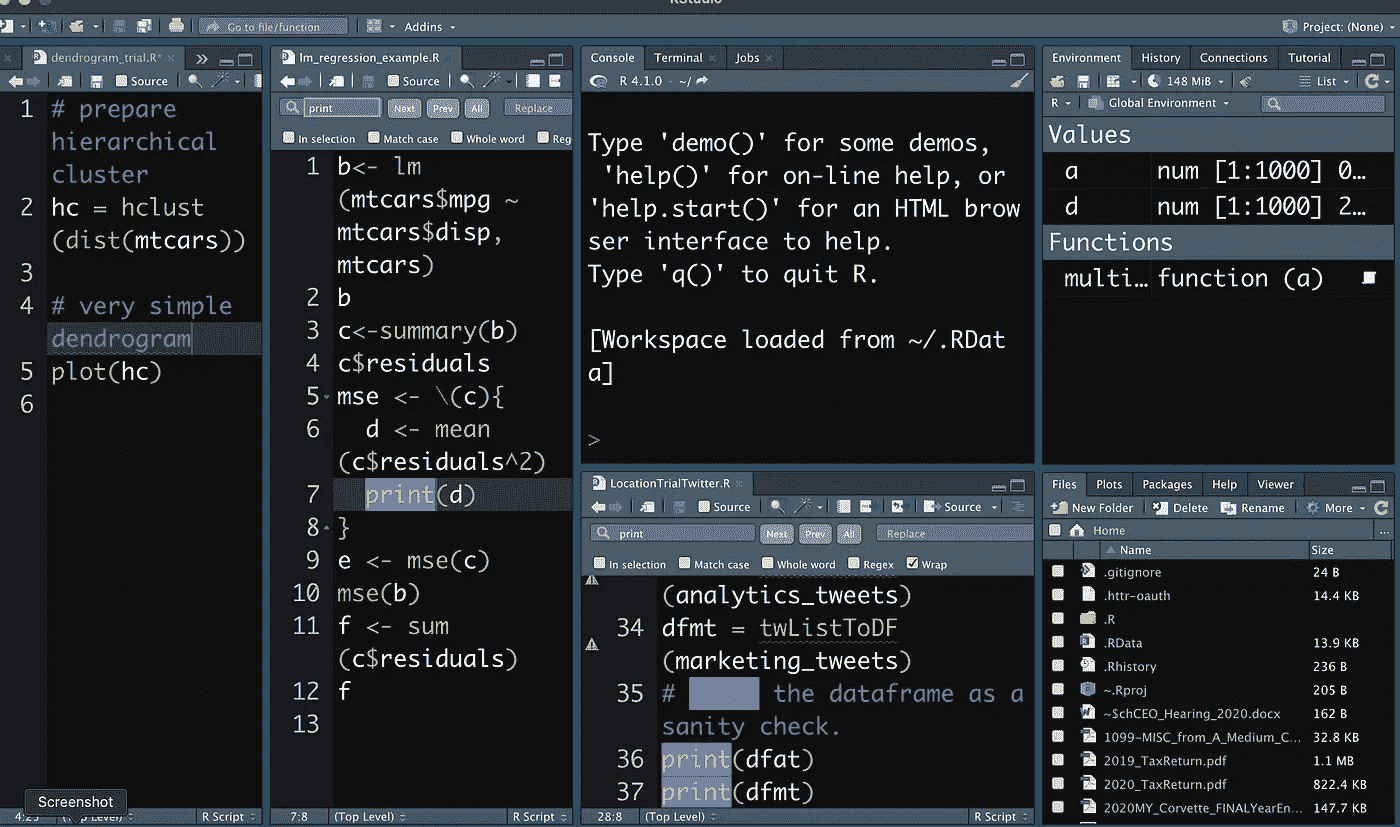 RStudio
Go to file/function
Addins
Project: (None)
dendrogram_trial.R*
Source
1 # prepare
hierarchical
cluster
2 hc = hclust
(dist(mtcars))
3
4 # very simple
dendrogram
5 plot(hc)
6
Screenshot
R Script
lm_regression_example.R
Source
print
Next Prev All Replace
In selection Match case Whole word Reg
1 b<- lm
(mtcars$mpg ~
mtcars$disp,
mtcars)
2 b
3 c<-summary(b)
4 c$residuals
5 mse <- \(c){
6 d <- mean
(c$residuals^2)
7 print(d)
8 }
9 e <- mse(c)
10 mse(b)
11 f <- sum
(c$residuals)
12 f
13
7:8 (Top Level) R Script
Console Terminal Jobs
R 4.1.0 · ~/
Type 'demo()' for some demos,
'help()' for on-line help, or
'help.start()' for an HTML brow
ser interface to help.
Type 'q()' to quit R.
[Workspace loaded from ~/.RDat
a]
>
LocationTrialTwitter.R
Source Source
print Next Prev All Replace
In selection Match case Whole word Regex Wrap
(analytics_tweets)
34 dfmt = twListToDF
(marketing_tweets)
35 # the dataframe as a
sanity check.
36 print(dfat)
37 print(dfmt)
28:8 (Top Level) R Script
Environment History Connections Tutorial
148 MiB List
R Global Environment
Values
a num [1:1000] 0…
d num [1:1000] 2…
Functions
multi… function (a)
Files Plots Packages Help Viewer
New Folder Delete Rename More
Home ...
Name Size
.gitignore 24 B
.httr-oauth 14.4 KB
.R
.RData 13.9 KB
.Rhistory 236 B
~.Rproj 205 B
~$chCEO_Hearing_2020.docx 162 B
1099-MISC_from_A_Medium_C... 32.8 KB
2019_TaxReturn.pdf 1.1 MB
2020_TaxReturn.pdf 822.4 KB
2020MY_Corvette_FINALYearEn... 147.7 KB